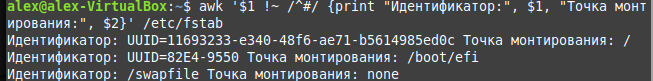 alex@alex-VirtualBox:~$ awk '$1 !~ /^#/ {print "Идентификатор:", $1, "Точка монт
ирования:", $2}' /etc/fstab
Идентификатор: UUID=11693233-e340-48f6-ae71-b5614985ed0c Точка монтирования: /
Идентификатор: UUID=82E4-9550 Точка монтирования: /boot/efi
Идентификатор: /swapfile Точка монтирования: none